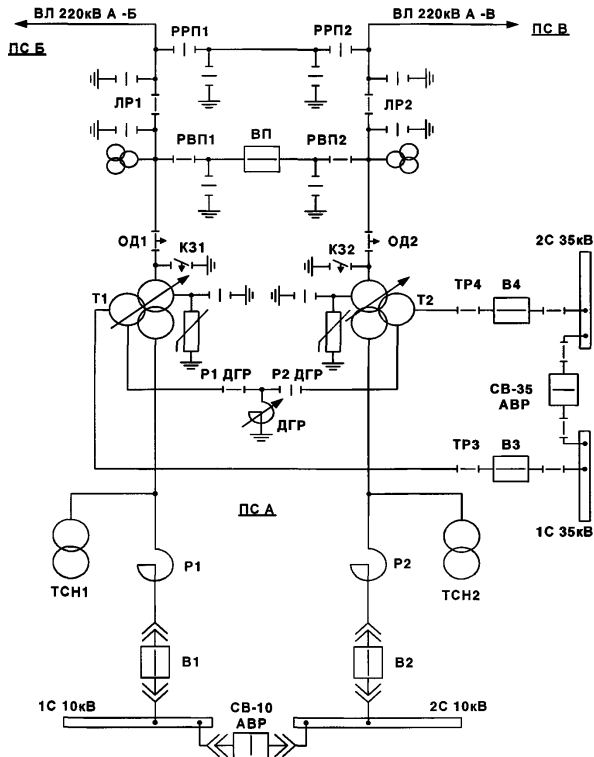 ВЛ 220кВ А -Б
ВЛ 220кВ А -В
ПС Б
РРП1
РРП2
ПС В
ЛР1
ЛР2
РВП1
ВП
РВП2
ОД1
КЗ1
КЗ2
ОД2
2С 35кВ
Т1
Т2
ТР4
В4
Р1 ДГР
Р2 ДГР
СВ-35
АВР
ДГР
ТР3
В3
ПС А
1С 35кВ
ТСН1
Р1
Р2
ТСН2
В1
В2
1С 10кВ
СВ-10
АВР
2С 10кВ